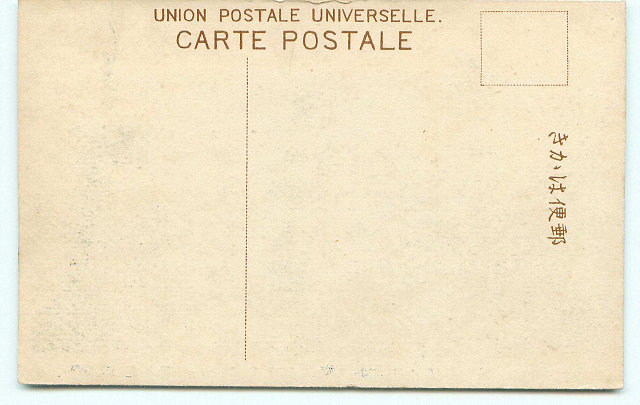 UNION POSTALE UNIVERSELLE.
CARTE POSTALE
きかは便郵